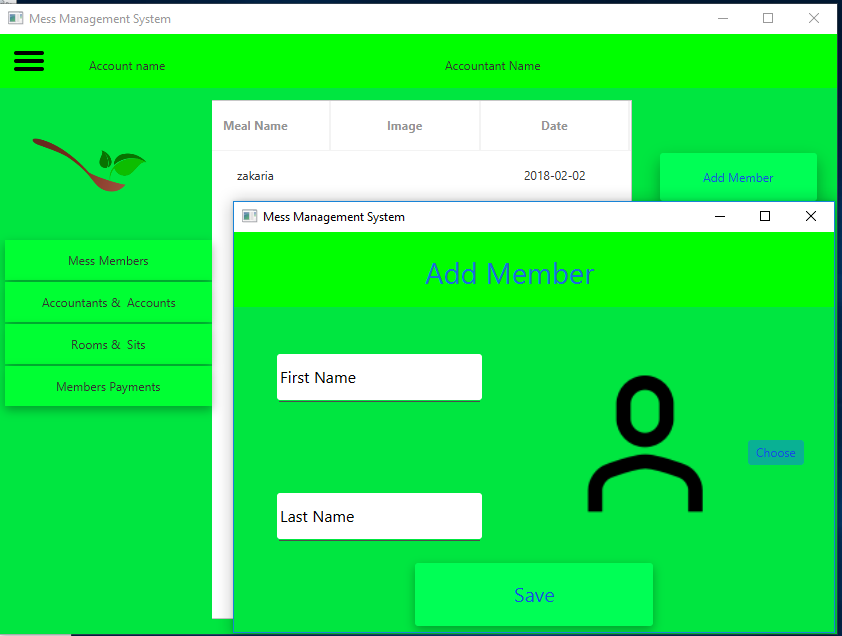 Mess Management System
Account name
Accountant Name
Meal Name
Image
Date
zakaria
2018-02-02
Add Member
Mess Members
Accountants &  Accounts
Rooms &  Sits
Members Payments
Mess Management System
Add Member
First Name
Choose
Last Name
Save